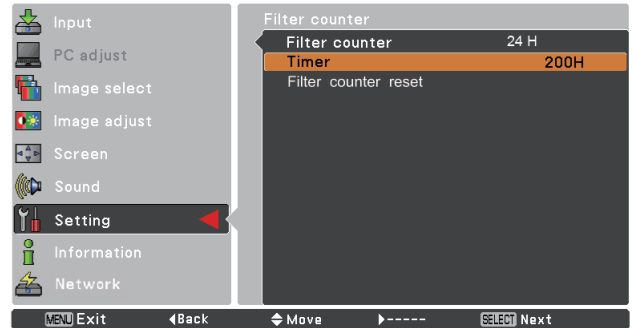 Input
PC adjust
Image select
Image adjust
Screen
Sound
Setting
Information
Network
Filter counter
Filter counter 24 H
Timer 200H
Filter counter reset
MENU Exit Back Move ----- SELECT Next